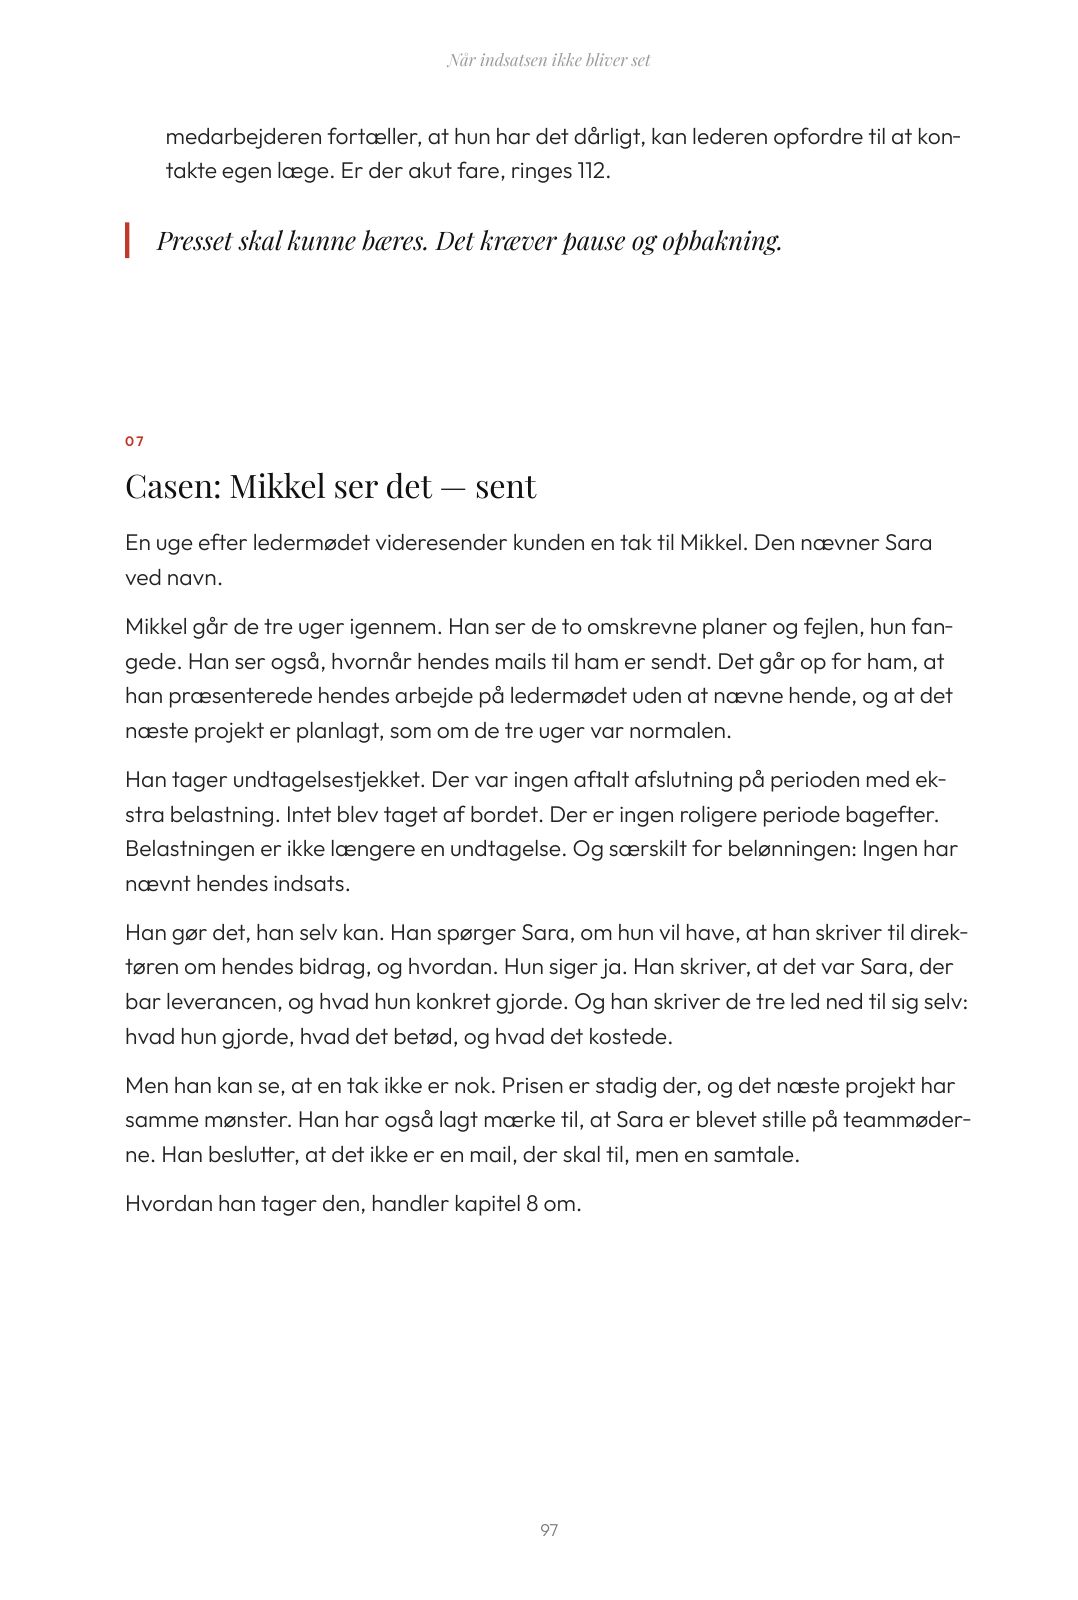 Når indsatsen ikke bliver set
medarbejderen fortæller, at hun har det dårligt, kan lederen opfordre til at kon-
takte egen læge. Er der akut fare, ringes 112.
Presset skal kunne bæres. Det kræver pause og opbakning.
07
Casen: Mikkel ser det — sent
En uge efter ledermødet videresender kunden en tak til Mikkel. Den nævner Sara
ved navn.
Mikkel går de tre uger igennem. Han ser de to omskrevne planer og fejlen, hun fan-
gede. Han ser også, hvornår hendes mails til ham er sendt. Det går op for ham, at
han præsenterede hendes arbejde på ledermødet uden at nævne hende, og at det
næste projekt er planlagt, som om de tre uger var normalen.
Han tager undtagelsestjekket. Der var ingen aftalt afslutning på perioden med ek-
stra belastning. Intet blev taget af bordet. Der er ingen roligere periode bagefter.
Belastningen er ikke længere en undtagelse. Og særskilt for belønningen: Ingen har
nævnt hendes indsats.
Han gør det, han selv kan. Han spørger Sara, om hun vil have, at han skriver til direk-
tøren om hendes bidrag, og hvordan. Hun siger ja. Han skriver, at det var Sara, der
bar leverancen, og hvad hun konkret gjorde. Og han skriver de tre led ned til sig selv:
hvad hun gjorde, hvad det betød, og hvad det kostede.
Men han kan se, at en tak ikke er nok. Prisen er stadig der, og det næste projekt har
samme mønster. Han har også lagt mærke til, at Sara er blevet stille på teammøder-
ne. Han beslutter, at det ikke er en mail, der skal til, men en samtale.
Hvordan han tager den, handler kapitel 8 om.
97